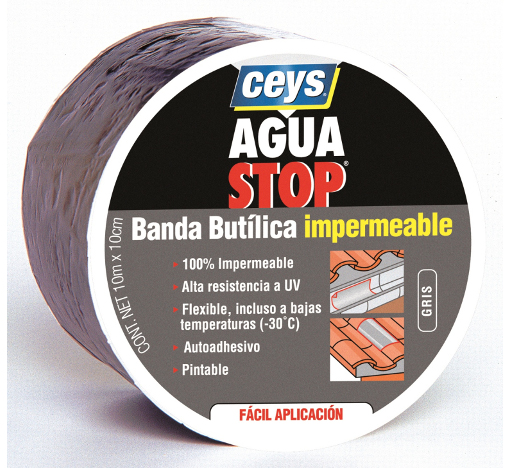 ceys®
AGUA
STOP®
Banda Butílica impermeable
100% Impermeable
Alta resistencia a UV
Flexible, incluso a bajas
temperaturas (-30°C)
Autoadhesivo
Pintable
GRIS
CONT. NET 10m x 10cm
FÁCIL APLICACIÓN